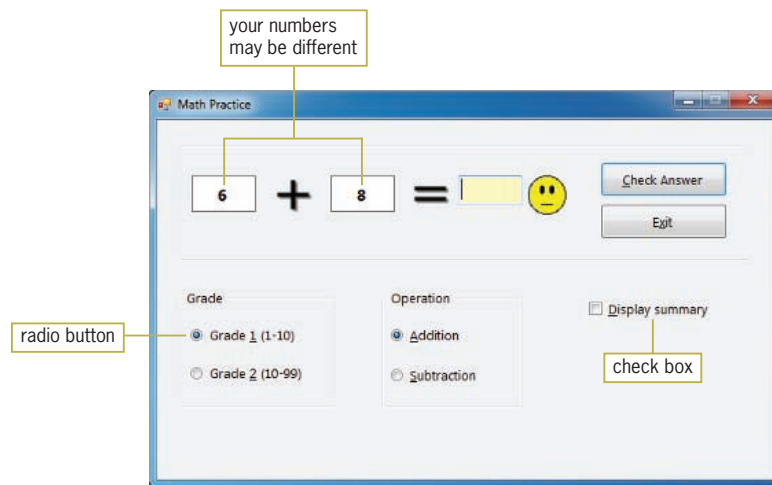 your numbers
may be different
Math Practice
6 + 8 =
Check Answer
Exit
Grade
Operation
Display summary
radio button
Grade 1 (1-10)
Addition
Grade 2 (10-99)
Subtraction
check box